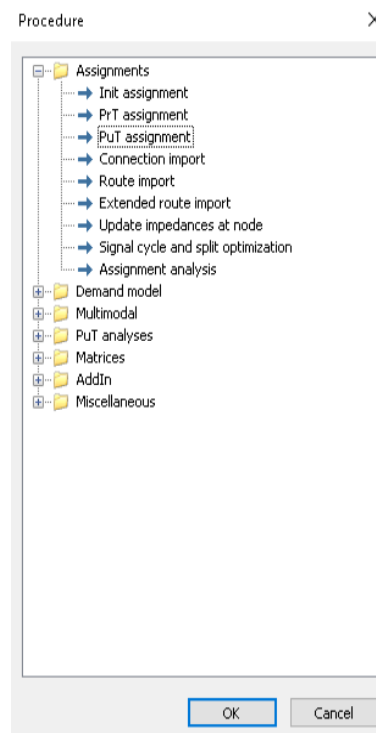 Procedure
Assignments
Init assignment
PrT assignment
PuT assignment
Connection import
Route import
Extended route import
Update impedances at node
Signal cycle and split optimization
Assignment analysis
Demand model
Multimodal
PuT analyses
Matrices
AddIn
Miscellaneous
OK Cancel